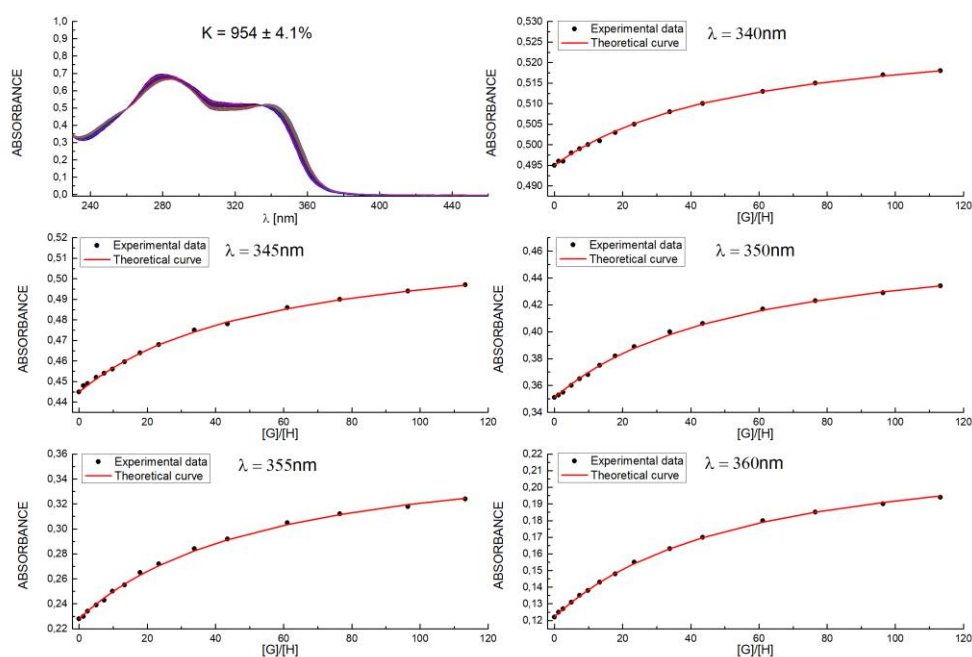 K = 954 ± 4.1%
ABSORBANCE
1,0
0,9
0,8
0,7
0,6
0,5
0,4
0,3
0,2
0,1
0,0
240 280 320 360 400 440
λ [nm]
λ = 340nm
Experimental data
Theoretical curve
ABSORBANCE
0,530
0,525
0,520
0,515
0,510
0,505
0,500
0,495
0,490
0 20 40 60 80 100 120
[G]/[H]
λ = 345nm
Experimental data
Theoretical curve
ABSORBANCE
0,52
0,51
0,50
0,49
0,48
0,47
0,46
0,45
0,44
0 20 40 60 80 100 120
[G]/[H]
λ = 350nm
Experimental data
Theoretical curve
ABSORBANCE
0,46
0,44
0,42
0,40
0,38
0,36
0,34
0 20 40 60 80 100 120
[G]/[H]
λ = 355nm
Experimental data
Theoretical curve
ABSORBANCE
0,36
0,34
0,32
0,30
0,28
0,26
0,24
0,22
0 20 40 60 80 100 120
[G]/[H]
λ = 360nm
Experimental data
Theoretical curve
ABSORBANCE
0,22
0,21
0,20
0,19
0,18
0,17
0,16
0,15
0,14
0,13
0,12
0 20 40 60 80 100 120
[G]/[H]